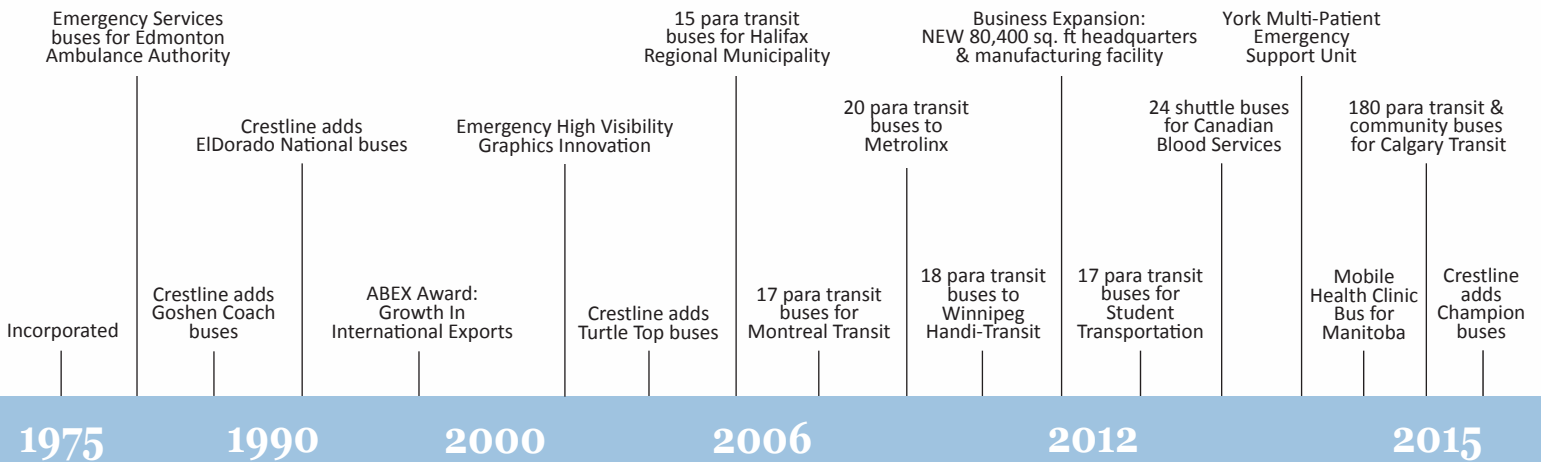 Emergency Services
buses for Edmonton
Ambulance Authority
15 para transit
buses for Halifax
Regional Municipality
Business Expansion:
NEW 80,400 sq. ft headquarters
& manufacturing facility
York Multi-Patient
Emergency
Support Unit
Crestline adds
ElDorado National buses
Emergency High Visibility
Graphics Innovation
20 para transit
buses to
Metrolinx
24 shuttle buses
for Canadian
Blood Services
180 para transit &
community buses
for Calgary Transit
Incorporated
Crestline adds
Goshen Coach
buses
ABEX Award:
Growth In
International Exports
Crestline adds
Turtle Top buses
17 para transit
buses for
Montreal Transit
18 para transit
buses to
Winnipeg
Handi-Transit
17 para transit
buses for
Student
Transportation
Mobile
Health Clinic
Bus for
Manitoba
Crestline
adds
Champion
buses
1975
1990
2000
2006
2012
2015